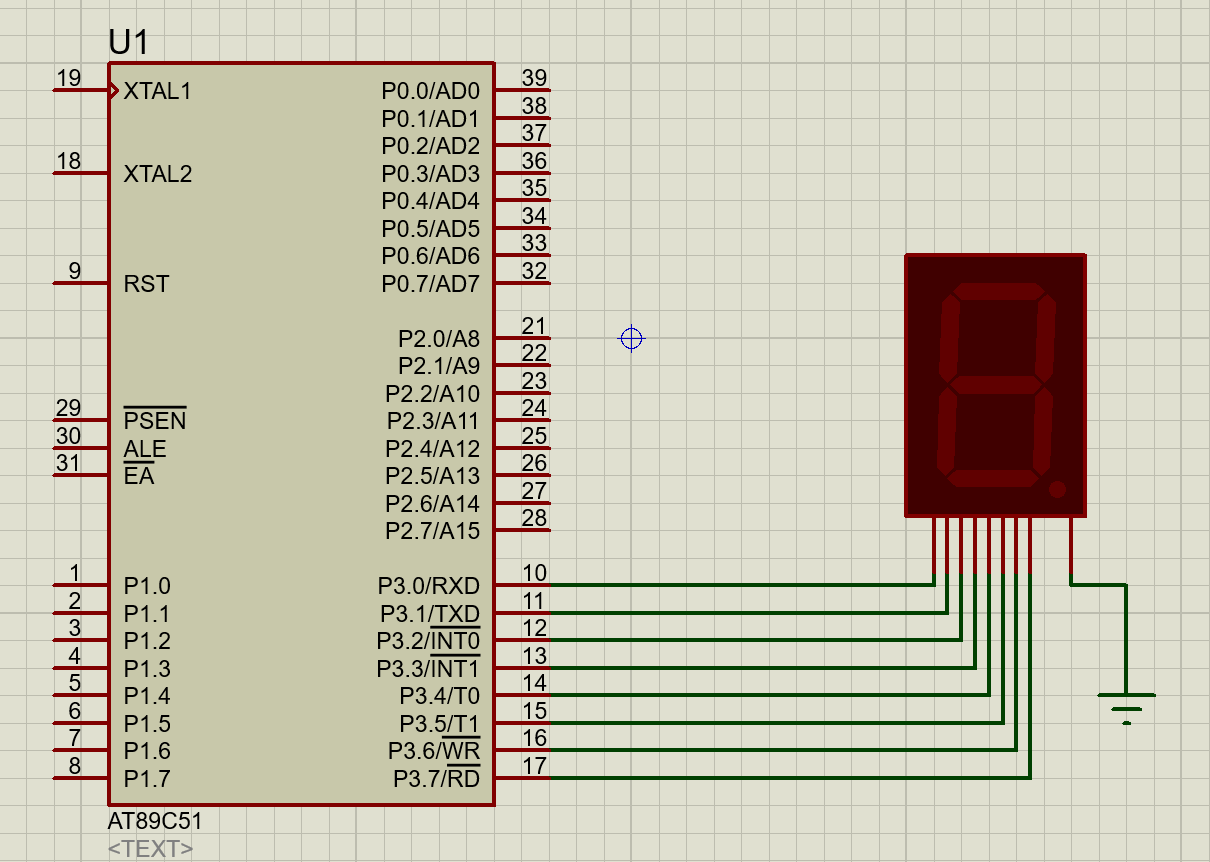 U1
19 XTAL1 P0.0/AD0 39
P0.1/AD1 38
P0.2/AD2 37
18 XTAL2 P0.3/AD3 36
P0.4/AD4 35
P0.5/AD5 34
P0.6/AD6 33
9 RST P0.7/AD7 32
P2.0/A8 21
P2.1/A9 22
P2.2/A10 23
29 PSEN P2.3/A11 24
30 ALE P2.4/A12 25
31 EA P2.5/A13 26
P2.6/A14 27
P2.7/A15 28
1 P1.0 P3.0/RXD 10
2 P1.1 P3.1/TXD 11
3 P1.2 P3.2/INT0 12
4 P1.3 P3.3/INT1 13
5 P1.4 P3.4/T0 14
6 P1.5 P3.5/T1 15
7 P1.6 P3.6/WR 16
8 P1.7 P3.7/RD 17
AT89C51
<TEXT>